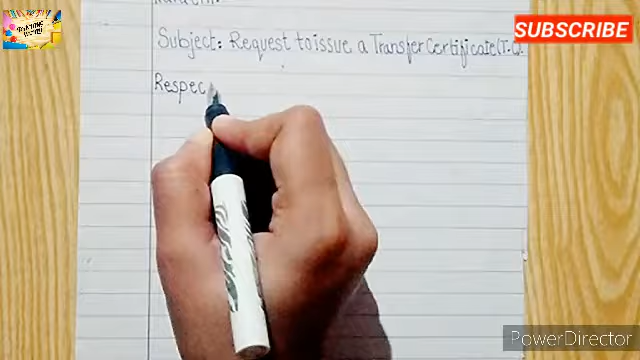 SUBSCRIBE
Subject: Request to issue a Transfer Certificate (T.C).
Respec
PowerDirector